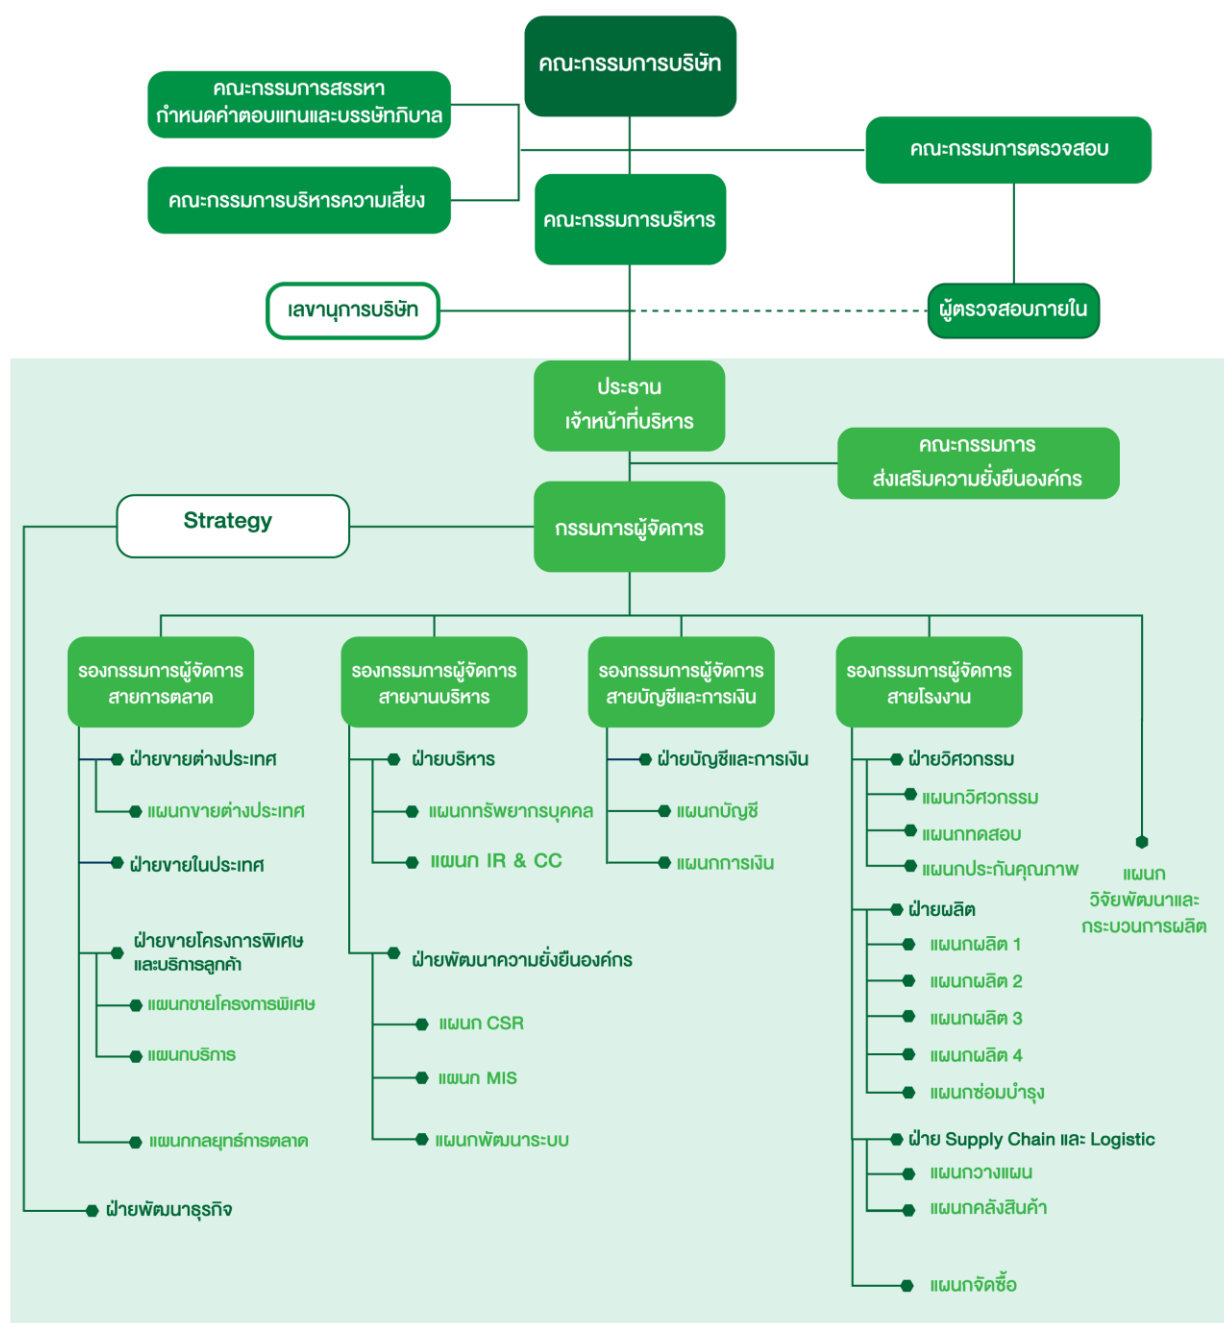 คณะกรรมการบริษัท
คณะกรรมการสรรหา
กำหนดค่าตอบแทนและบรรษัทภิบาล
คณะกรรมการตรวจสอบ
คณะกรรมการบริหารความเสี่ยง
คณะกรรมการบริหาร
เลขานุการบริษัท
ผู้ตรวจสอบภายใน
ประธาน
เจ้าหน้าที่บริหาร
คณะกรรมการ
ส่งเสริมความยั่งยืนองค์กร
Strategy
กรรมการผู้จัดการ
รองกรรมการผู้จัดการ
สายการตลาด
ฝ่ายขายต่างประเทศ
แผนกขายต่างประเทศ
ฝ่ายขายในประเทศ
ฝ่ายขายโครงการพิเศษ
และบริการลูกค้า
แผนกขายโครงการพิเศษ
แผนกบริการ
แผนกกลยุทธ์การตลาด
ฝ่ายพัฒนาธุรกิจ
รองกรรมการผู้จัดการ
สายงานบริหาร
ฝ่ายบริหาร
แผนกทรัพยากรบุคคล
แผนก IR & CC
ฝ่ายพัฒนาความยั่งยืนองค์กร
แผนก CSR
แผนก MIS
แผนกพัฒนาระบบ
รองกรรมการผู้จัดการ
สายบัญชีและการเงิน
ฝ่ายบัญชีและการเงิน
แผนกบัญชี
แผนกการเงิน
รองกรรมการผู้จัดการ
สายโรงงาน
ฝ่ายวิศวกรรม
แผนกวิศวกรรม
แผนกทดสอบ
แผนกประกันคุณภาพ
ฝ่ายผลิต
แผนกผลิต 1
แผนกผลิต 2
แผนกผลิต 3
แผนกผลิต 4
แผนกซ่อมบำรุง
ฝ่าย Supply Chain และ Logistic
แผนกวางแผน
แผนกคลังสินค้า
แผนกจัดซื้อ
แผนก
วิจัยพัฒนาและ
กระบวนการผลิต